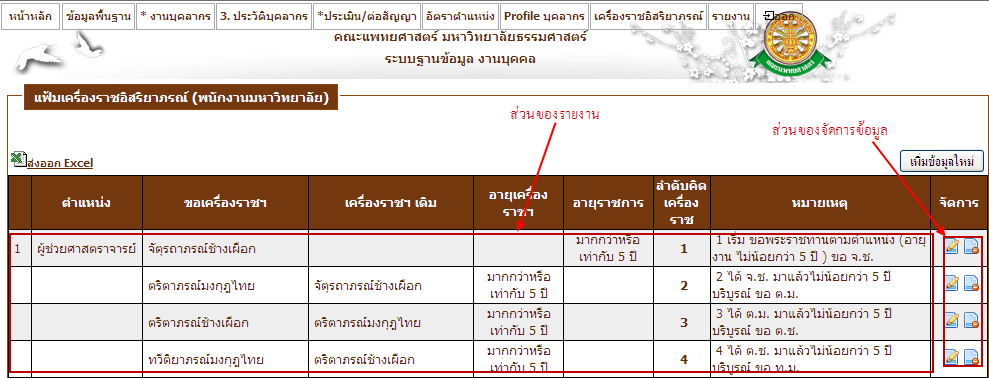 หน้าหลัก ข้อมูลพื้นฐาน * งานบุคลากร 3. ประวัติบุคลากร *ประเมิน/ต่อสัญญา อัตราตำแหน่ง Profile บุคลากร เครื่องราชอิสริยาภรณ์ รายงาน ออก
คณะแพทยศาสตร์ มหาวิทยาลัยธรรมศาสตร์
ระบบฐานข้อมูล งานบุคคล
แฟ้มเครื่องราชอิสริยาภรณ์ (พนักงานมหาวิทยาลัย)
ส่วนของรายงาน
ส่วนของจัดการข้อมูล
ส่งออก Excel
เพิ่มข้อมูลใหม่
ตำแหน่ง ขอเครื่องราชฯ เครื่องราชฯ เดิม อายุเครื่องราชฯ อายุราชการ ลำดับคิดเครื่องราช หมายเหตุ จัดการ
1 ผู้ช่วยศาสตราจารย์ จัตุรถาภรณ์ช้างเผือก มากกว่าหรือเท่ากับ 5 ปี 1 1 เริ่ม ขอพระราชทานตามตำแหน่ง (อายุงาน ไม่น้อยกว่า 5 ปี ) ขอ จ.ช.
ตริตาภรณ์มงกุฎไทย จัตุรถาภรณ์ช้างเผือก มากกว่าหรือเท่ากับ 5 ปี 2 2 ได้ จ.ช. มาแล้วไม่น้อยกว่า 5 ปีบริบูรณ์ ขอ ต.ม.
ตริตาภรณ์ช้างเผือก ตริตาภรณ์มงกุฎไทย มากกว่าหรือเท่ากับ 5 ปี 3 3 ได้ ต.ม. มาแล้วไม่น้อยกว่า 5 ปีบริบูรณ์ ขอ ต.ช.
ทวีติยาภรณ์มงกุฎไทย ตริตาภรณ์ช้างเผือก มากกว่าหรือเท่ากับ 5 ปี 4 4 ได้ ต.ช. มาแล้วไม่น้อยกว่า 5 ปีบริบูรณ์ ขอ ท.ม.